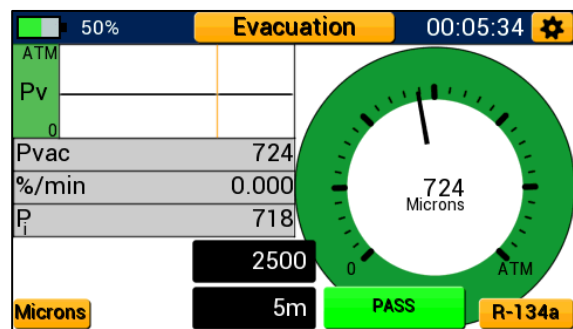 50% Evacuation 00:05:34
ATM
Pv
0
Pvac 724
%/min 0.000
Pi 718
724
Microns
0 ATM
2500
5m
PASS
Microns
R-134a